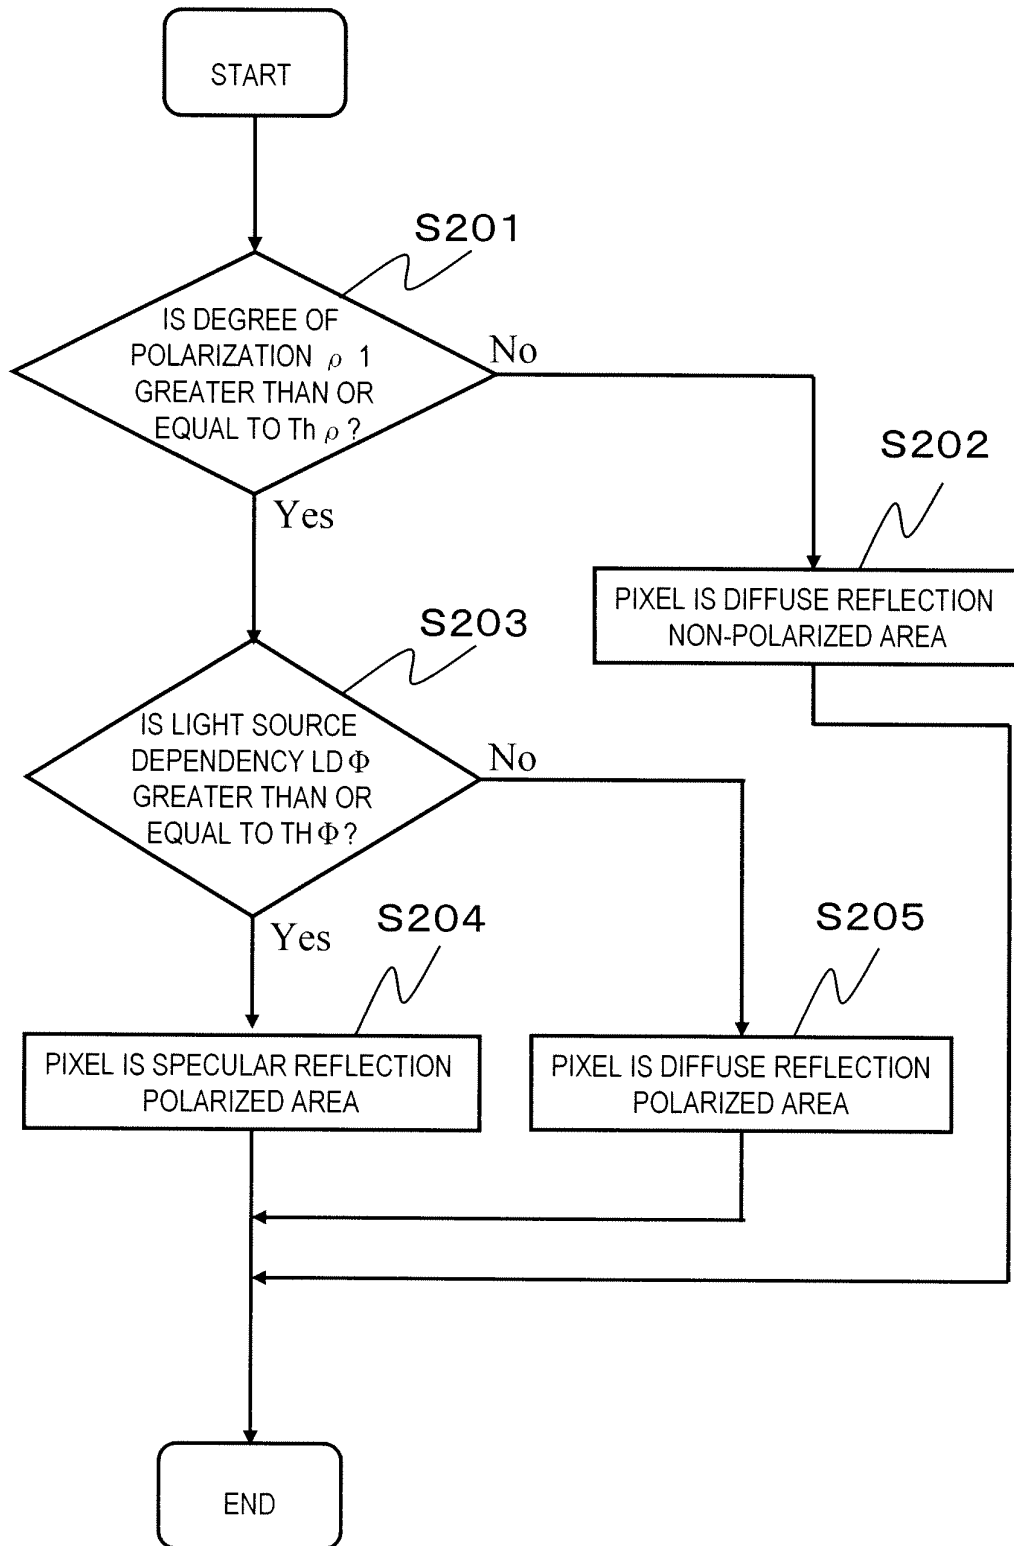 START
S201
IS DEGREE OF
POLARIZATION ρ 1
GREATER THAN OR
EQUAL TO Th ρ ?
No
Yes
S202
PIXEL IS DIFFUSE REFLECTION
NON-POLARIZED AREA
S203
IS LIGHT SOURCE
DEPENDENCY LD Φ
GREATER THAN OR
EQUAL TO TH Φ ?
No
Yes
S204
PIXEL IS SPECULAR REFLECTION
POLARIZED AREA
S205
PIXEL IS DIFFUSE REFLECTION
POLARIZED AREA
END